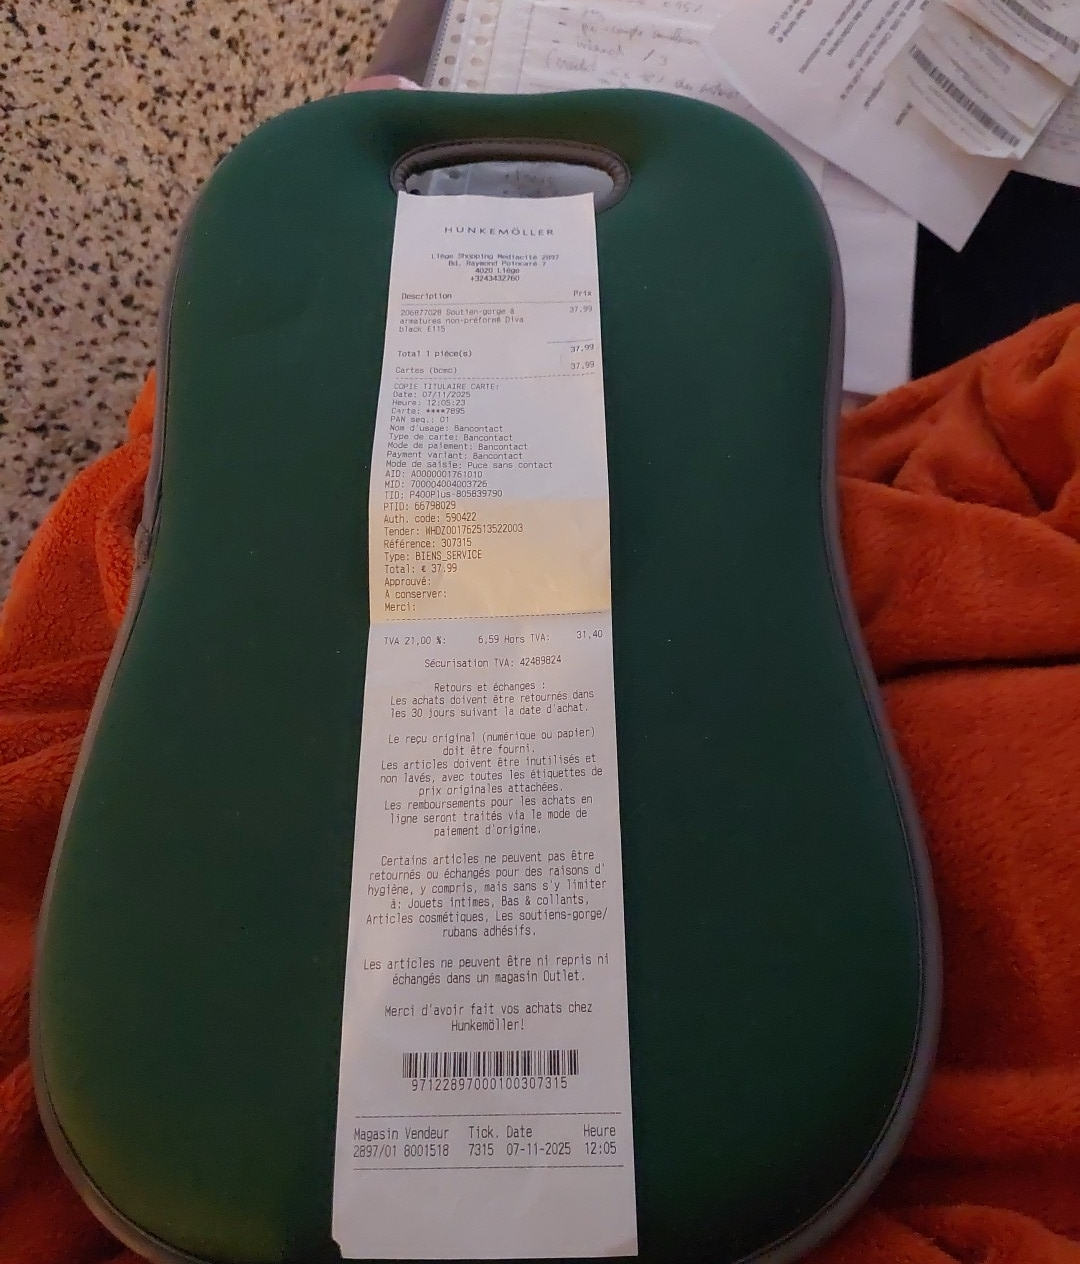 HUNKEMÖLLER
Liège Shopping Mediacité 2897
Bd. Raymond Poincaré 7
4020 Liège
+3243432760
Description Prix
206877028 Soutien-gorge à 37.99
armatures non-préformé Diva
black E115
Total 1 pièce(s) 37.99
Cartes (bcmc) 37.99
COPIE TITULAIRE CARTE:
Date: 07/11/2025
Heure: 12:05:23
Carte: ****7895
PAN seq.: 01
Nom d'usage: Bancontact
Type de carte: Bancontact
Mode de paiement: Bancontact
Payment variant: Bancontact
Mode de saisie: Puce sans contact
AID: A0000001761010
MID: 700004004003726
TID: P400Plus-805839790
PTID: 66798029
Auth. code: 590422
Tender: WHDZ001762513522003
Référence: 307315
Type: BIENS_SERVICE
Total: € 37.99
Approuvé:
A conserver:
Merci:
TVA 21,00 %: 6,59 Hors TVA: 31,40
Sécurisation TVA: 42489824
Retours et échanges :
Les achats doivent être retournés dans
les 30 jours suivant la date d'achat.
Le reçu original (numérique ou papier)
doit être fourni.
Les articles doivent être inutilisés et
non lavés, avec toutes les étiquettes de
prix originales attachées.
Les remboursements pour les achats en
ligne seront traités via le mode de
paiement d'origine.
Certains articles ne peuvent pas être
retournés ou échangés pour des raisons d'
hygiène, y compris, mais sans s'y limiter
à: Jouets intimes, Bas & collants,
Articles cosmétiques, Les soutiens-gorge/
rubans adhésifs.
Les articles ne peuvent être ni repris ni
échangés dans un magasin Outlet.
Merci d'avoir fait vos achats chez
Hunkemöller!
97122897000100307315
Magasin Vendeur Tick. Date Heure
2897/01 8001518 7315 07-11-2025 12:05